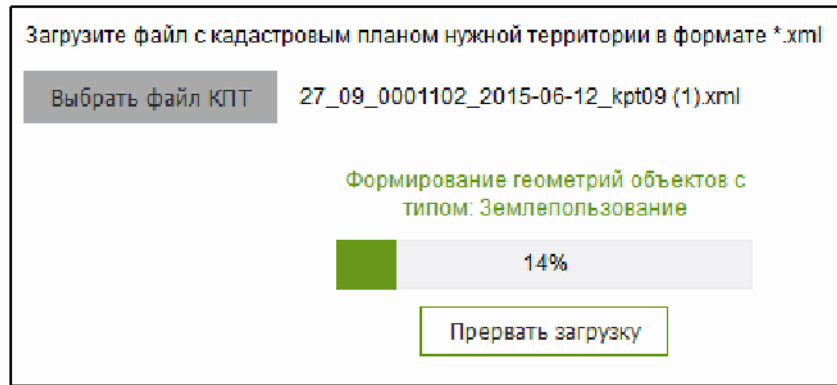 Загрузите файл с кадастровым планом нужной территории в формате *.xml
Выбрать файл КПТ 27_09_0001102_2015-06-12_kpt09 (1).xml
Формирование геометрий объектов с
типом: Землепользование
14%
Прервать загрузку